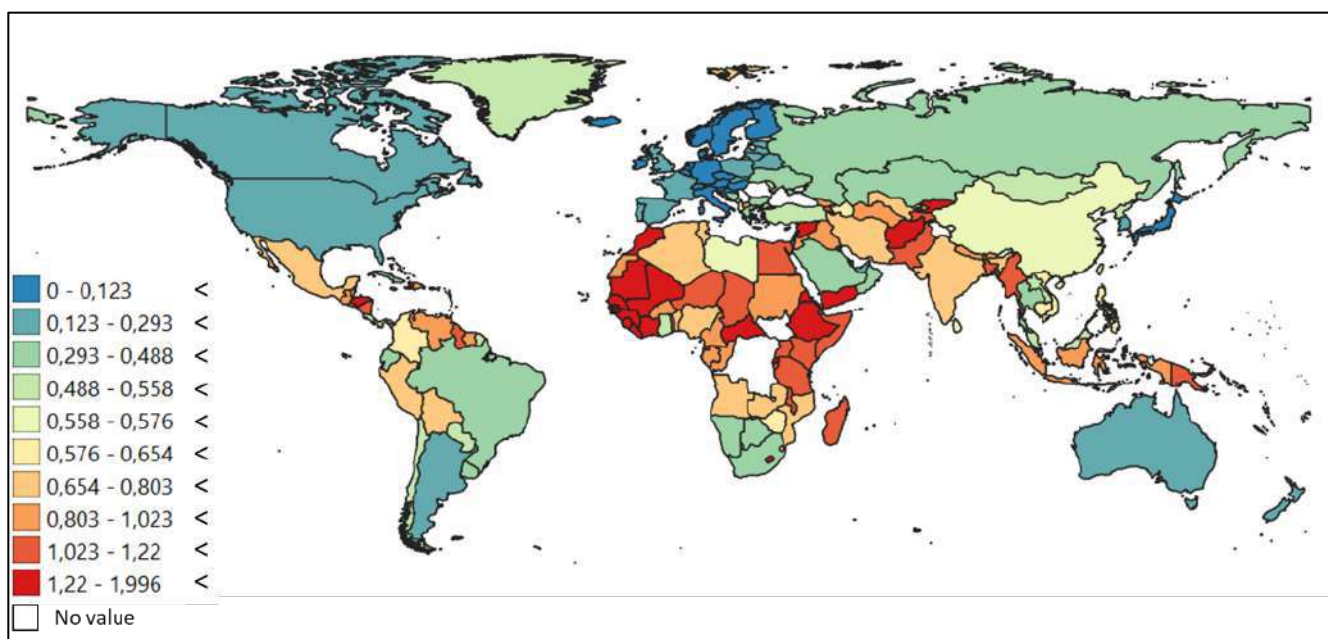 0 - 0,123 <
0,123 - 0,293 <
0,293 - 0,488 <
0,488 - 0,558 <
0,558 - 0,576 <
0,576 - 0,654 <
0,654 - 0,803 <
0,803 - 1,023 <
1,023 - 1,22 <
1,22 - 1,996 <
No value